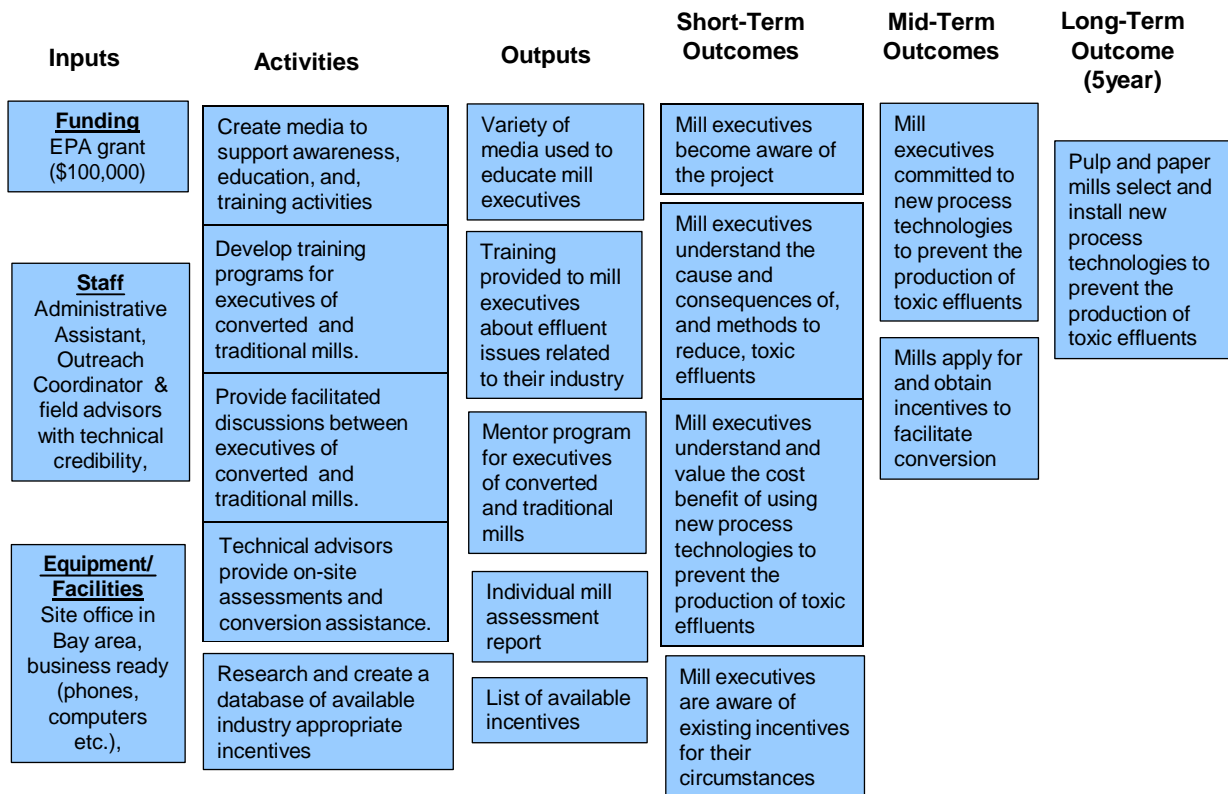 Inputs
Funding
EPA grant
($100,000)
Staff
Administrative
Assistant,
Outreach
Coordinator &
field advisors
with technical
credibility,
Equipment/
Facilities
Site office in
Bay area,
business ready
(phones,
computers
etc.),
Activities
Create media to
support awareness,
education, and,
training activities
Develop training
programs for
executives of
converted and
traditional mills.
Provide facilitated
discussions between
executives of
converted and
traditional mills.
Technical advisors
provide on-site
assessments and
conversion assistance.
Research and create a
database of available
industry appropriate
incentives
Outputs
Variety of
media used to
educate mill
executives
Training
provided to mill
executives
about effluent
issues related
to their industry
Mentor program
for executives
of converted
and traditional
mills
Individual mill
assessment
report
List of available
incentives
Short-Term
Outcomes
Mill executives
become aware of
the project
Mill executives
understand the
cause and
consequences of,
and methods to
reduce, toxic
effluents
Mill executives
understand and
value the cost
benefit of using
new process
technologies to
prevent the
production of toxic
effluents
Mill executives
are aware of
existing incentives
for their
circumstances
Mid-Term
Outcomes
Mill
executives
committed to
new process
technologies
to prevent the
production of
toxic effluents
Mills apply for
and obtain
incentives to
facilitate
conversion
Long-Term
Outcome
(5year)
Pulp and paper
mills select and
install new
process
technologies to
prevent the
production of
toxic effluents